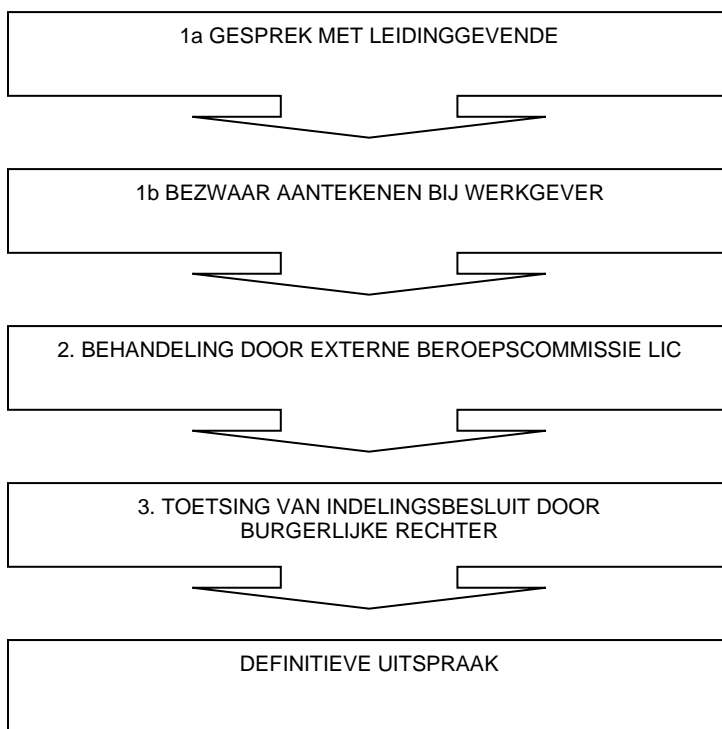 1a GESPREK MET LEIDINGGEVENDE
1b BEZWAAR AANTEKENEN BIJ WERKGEVER
2. BEHANDELING DOOR EXTERNE BEROEPSCOMMISSIE LIC
3. TOETSING VAN INDELINGSBESLUIT DOOR
BURGERLIJKE RECHTER
DEFINITIEVE UITSPRAAK